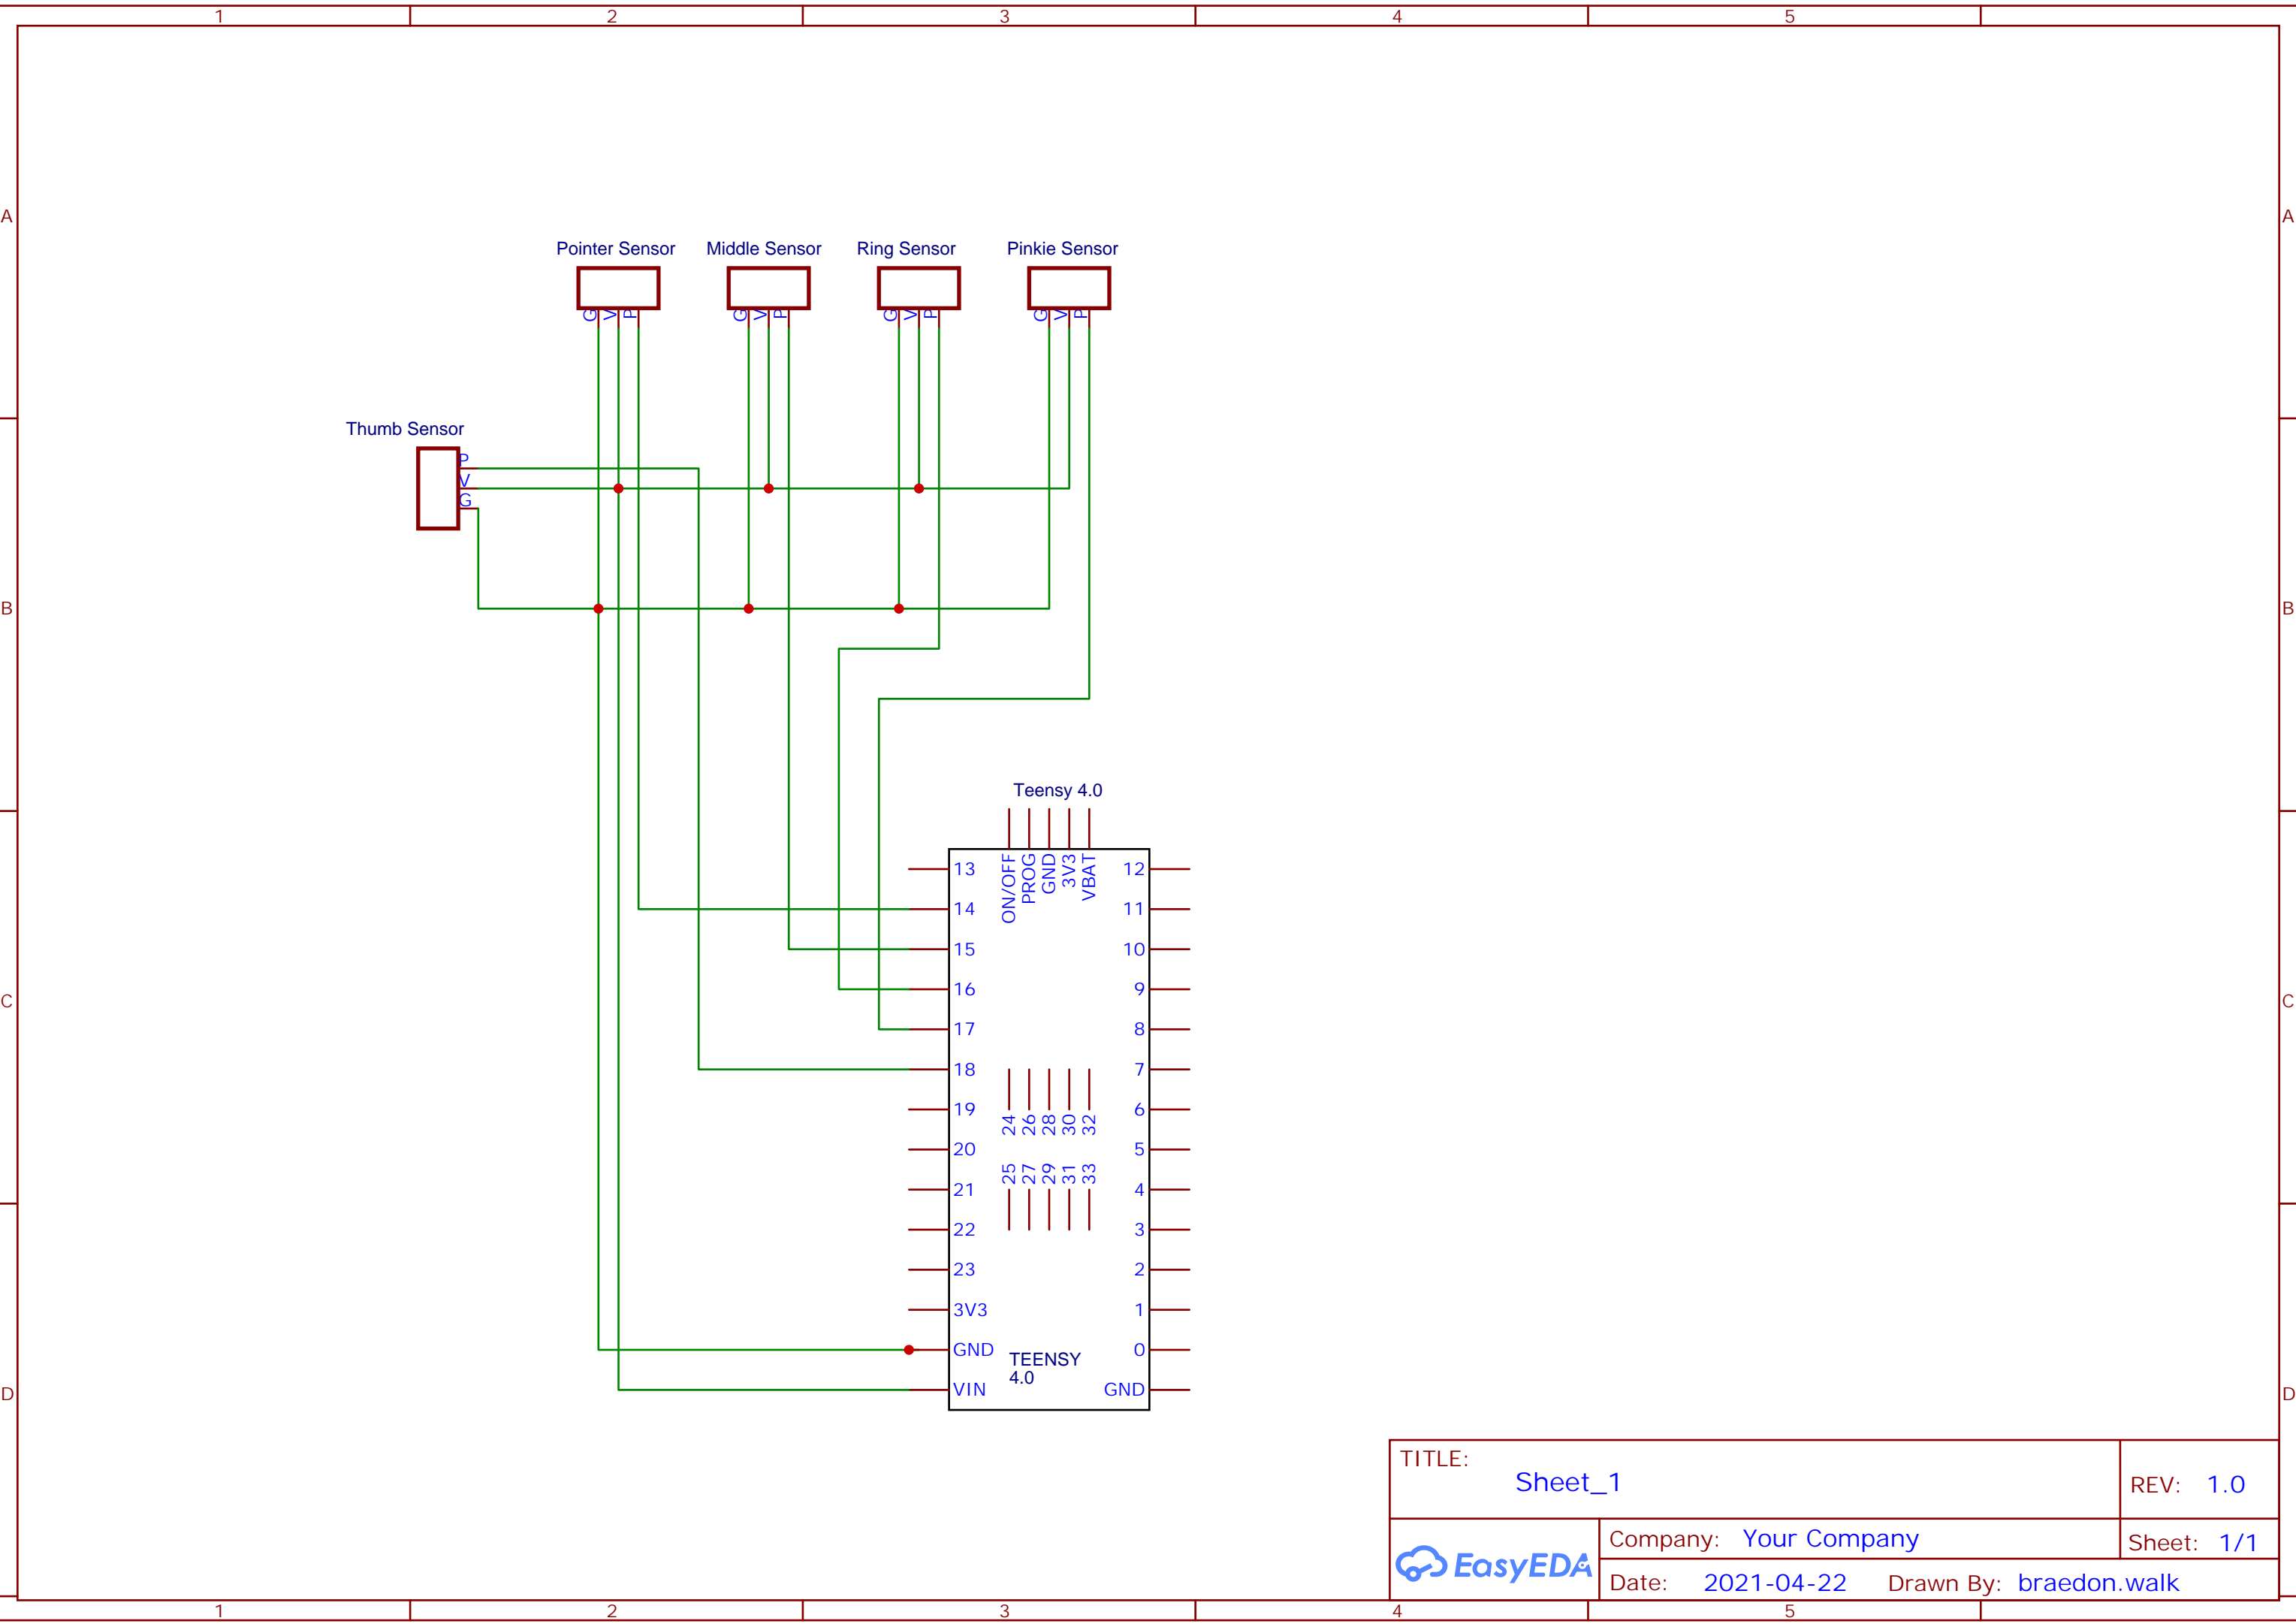 1 2 3 4 5
A A
Pointer Sensor Middle Sensor Ring Sensor Pinkie Sensor
G V P G V P G V P G V P
Thumb Sensor
P
V
G
B B
Teensy 4.0
ON/OFF PROG GND 3V3 VBAT
13 12
14 11
15 10
16 9
C C
17 8
18 7
19 6
24 26 28 30 32
20 5
25 27 29 31 33
21 4
22 3
23 2
3V3 1
GND 0
TEENSY
4.0
VIN GND
D D
TITLE:
Sheet_1
REV: 1.0
EasyEDA
Company: Your Company
Sheet: 1/1
Date: 2021-04-22 Drawn By: braedon.walk
1 2 3 4 5